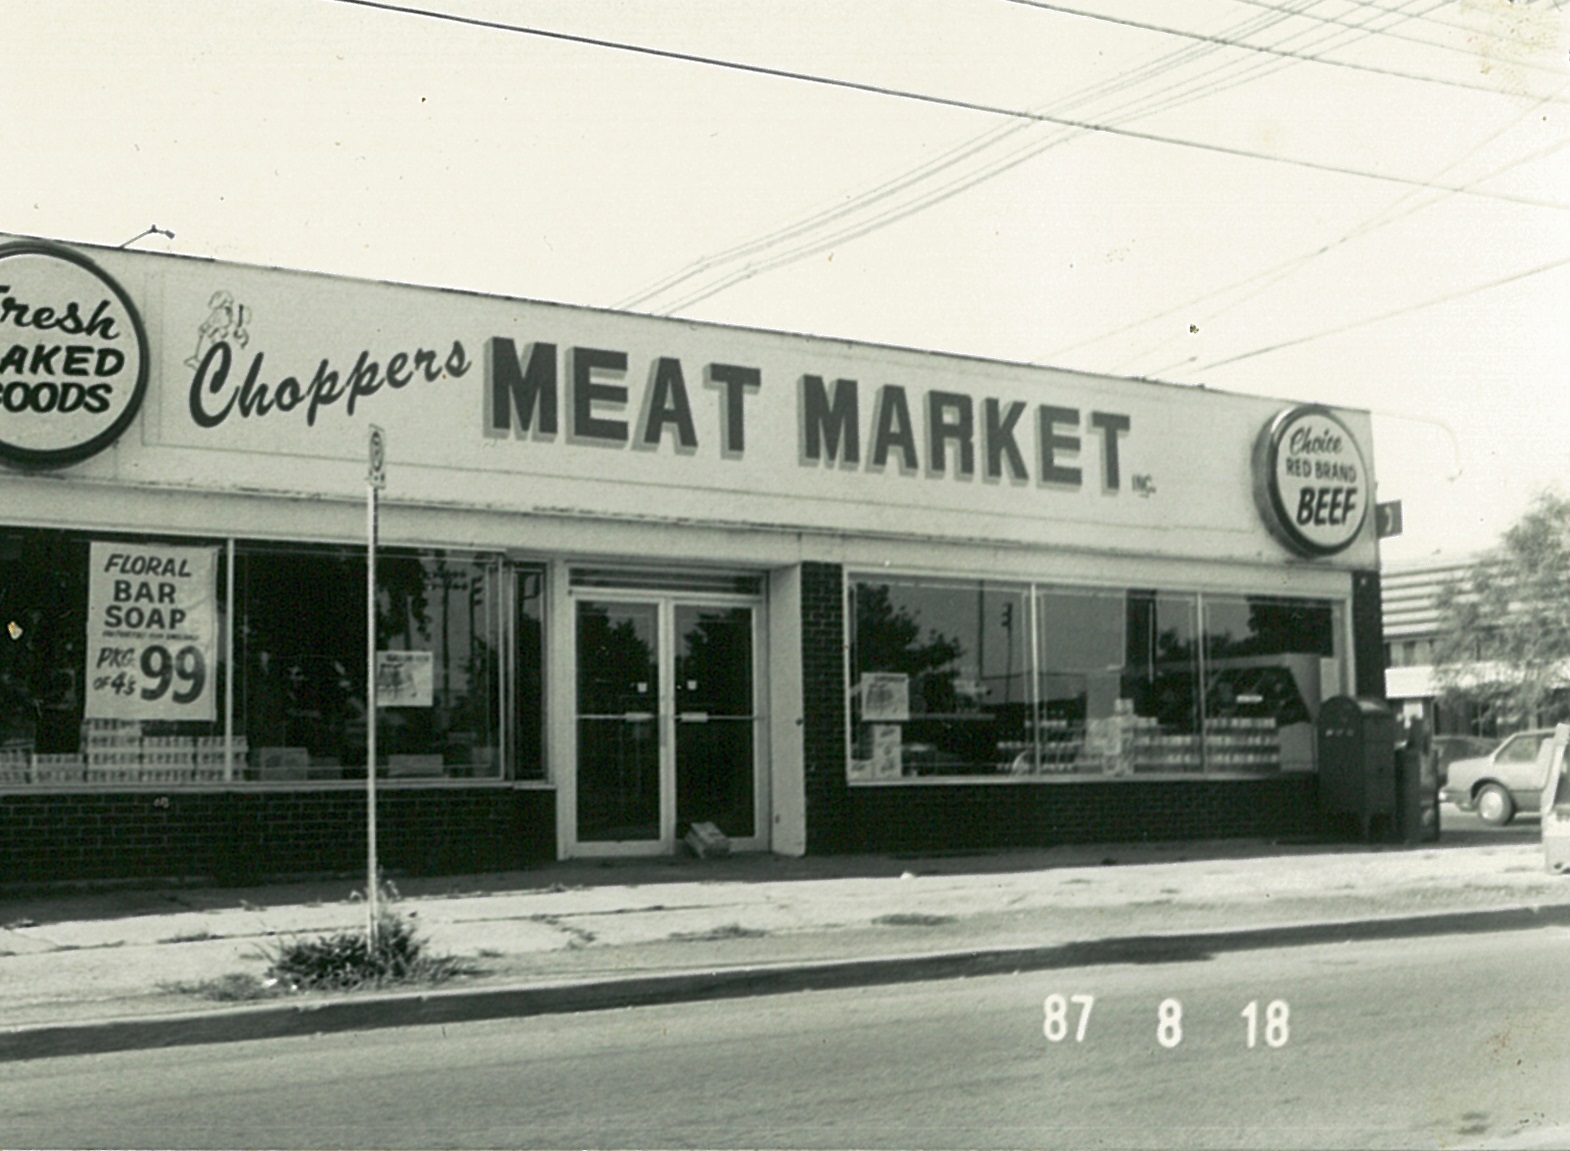 resh
AKED
GOODS
Choppers MEAT MARKET INC.
Choice
RED BRAND
BEEF
FLORAL
BAR
SOAP
PKG. 99
OF 4's
87 8 18